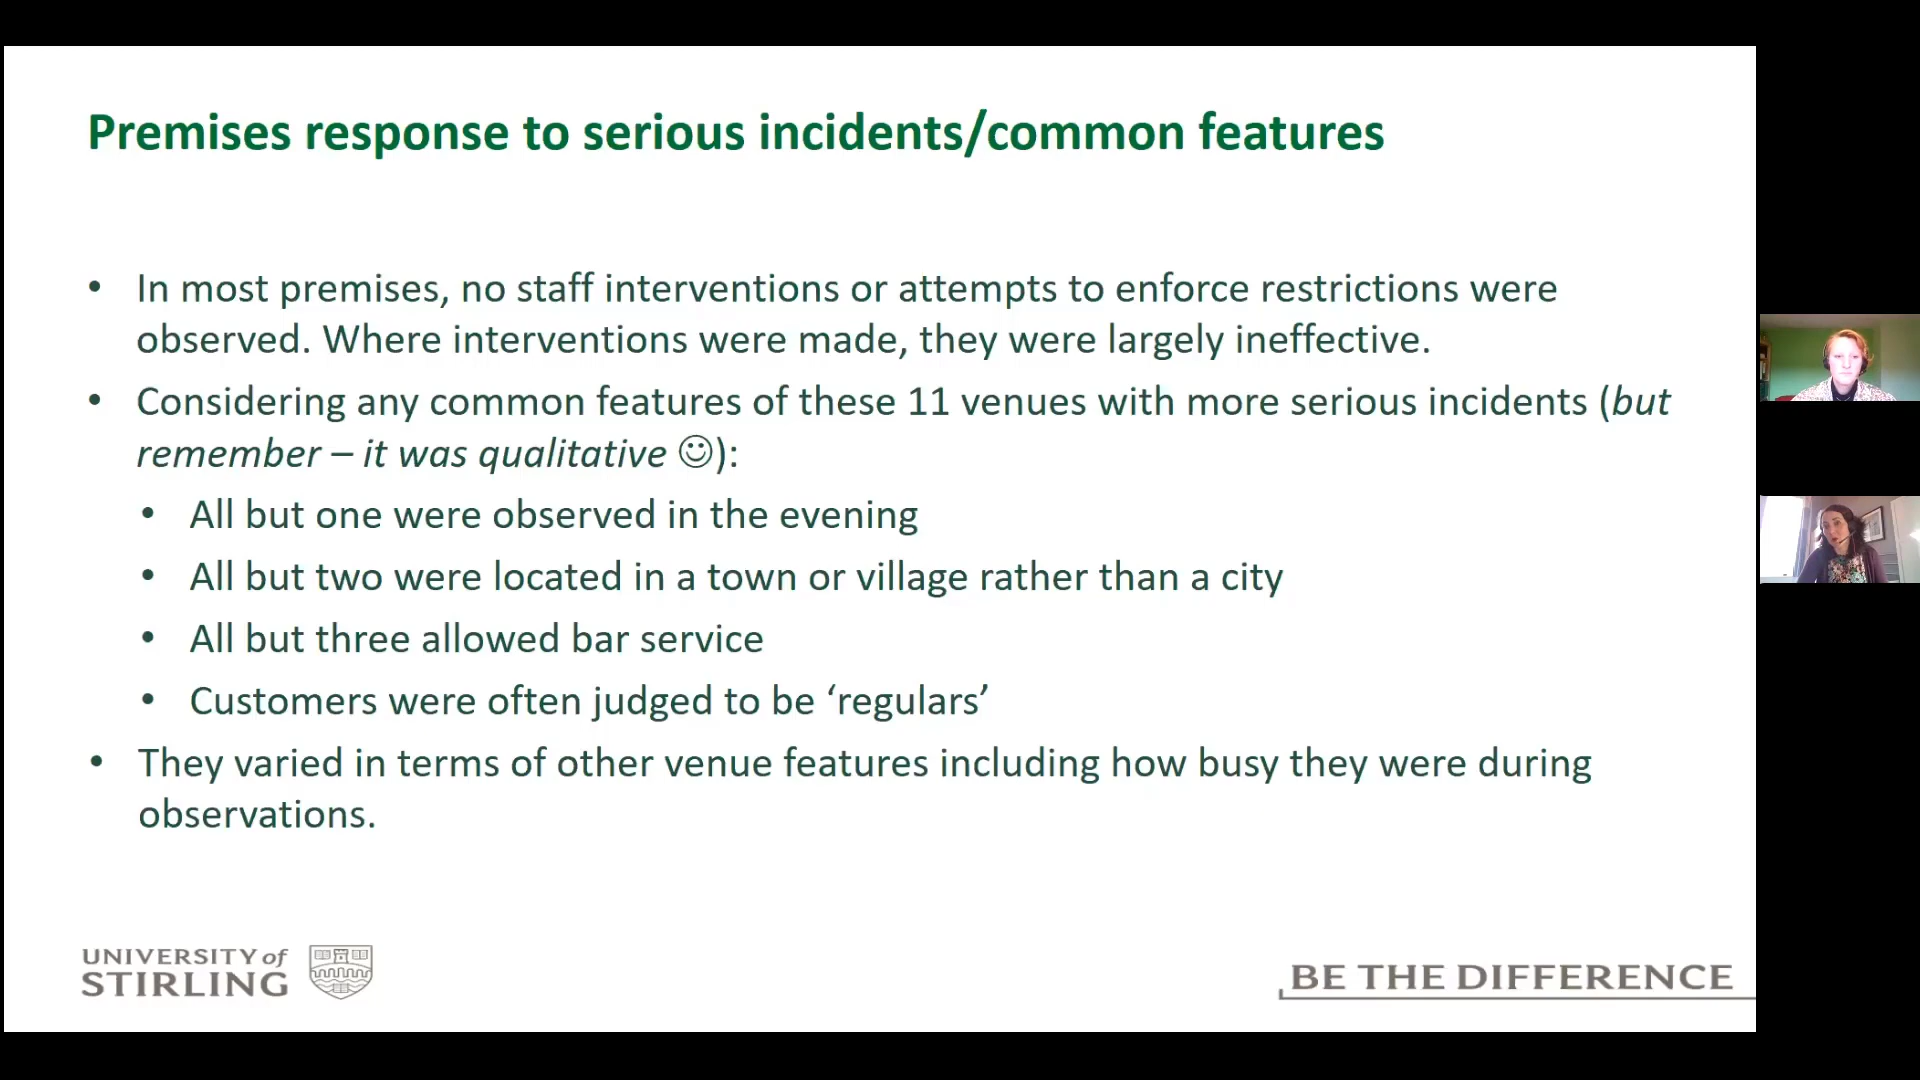 Premises response to serious incidents/common features
• In most premises, no staff interventions or attempts to enforce restrictions were
observed. Where interventions were made, they were largely ineffective.
• Considering any common features of these 11 venues with more serious incidents (but
remember – it was qualitative ☺):
• All but one were observed in the evening
• All but two were located in a town or village rather than a city
• All but three allowed bar service
• Customers were often judged to be ‘regulars’
• They varied in terms of other venue features including how busy they were during
observations.
UNIVERSITY of
STIRLING
BE THE DIFFERENCE